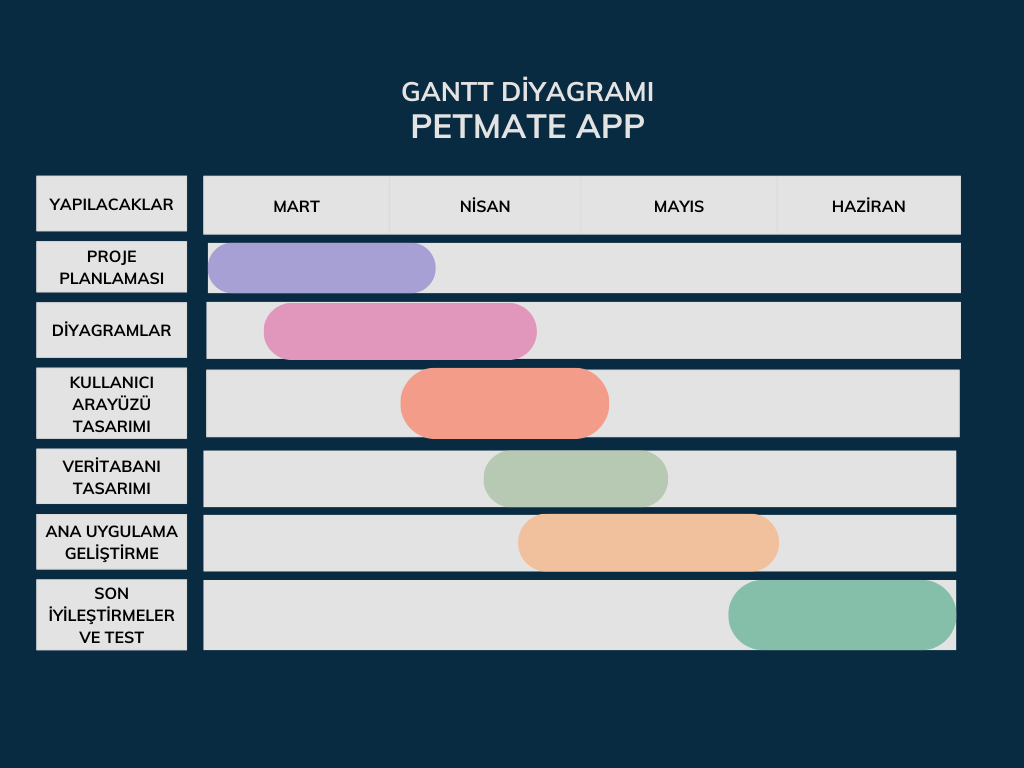 GANTT DİYAGRAMI
PETMATE APP
YAPILACAKLAR
MART
NİSAN
MAYIS
HAZİRAN
PROJE
PLANLAMASI
DİYAGRAMLAR
KULLANICI
ARAYÜZÜ
TASARIMI
VERİTABANI
TASARIMI
ANA UYGULAMA
GELİŞTİRME
SON
İYİLEŞTİRMELER
VE TEST